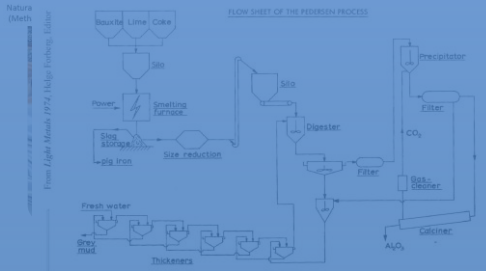 Nature
(Meth
From Light Metals 1974, Helge Forberg, Editor
FLOW SHEET OF THE PEDERSEN PROCESS
Bauxite Lime Coke
Silo
Power
Smelting
furnace
Slag
storage
pig iron
Size reduction
Silo
Digester
Filter
Precipitator
Filter
CO₂
Gas-
cleaner
Calciner
Al₂O₃
Fresh water
Grey
mud
Thickeners